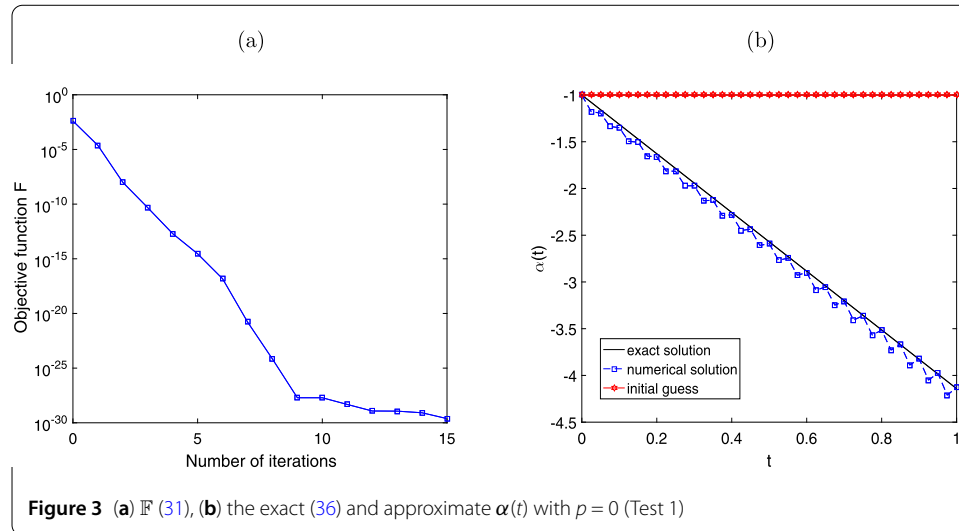 (a)
(b)
10^0
10^-5
10^-10
10^-15
10^-20
10^-25
10^-30
Objective function F
0
5
10
15
Number of iterations
-1
-1.5
-2
-2.5
-3
-3.5
-4
-4.5
α(t)
exact solution
numerical solution
initial guess
0
0.2
0.4
0.6
0.8
1
t
Figure 3 (a) 𝔽 (31), (b) the exact (36) and approximate α(t) with p = 0 (Test 1)